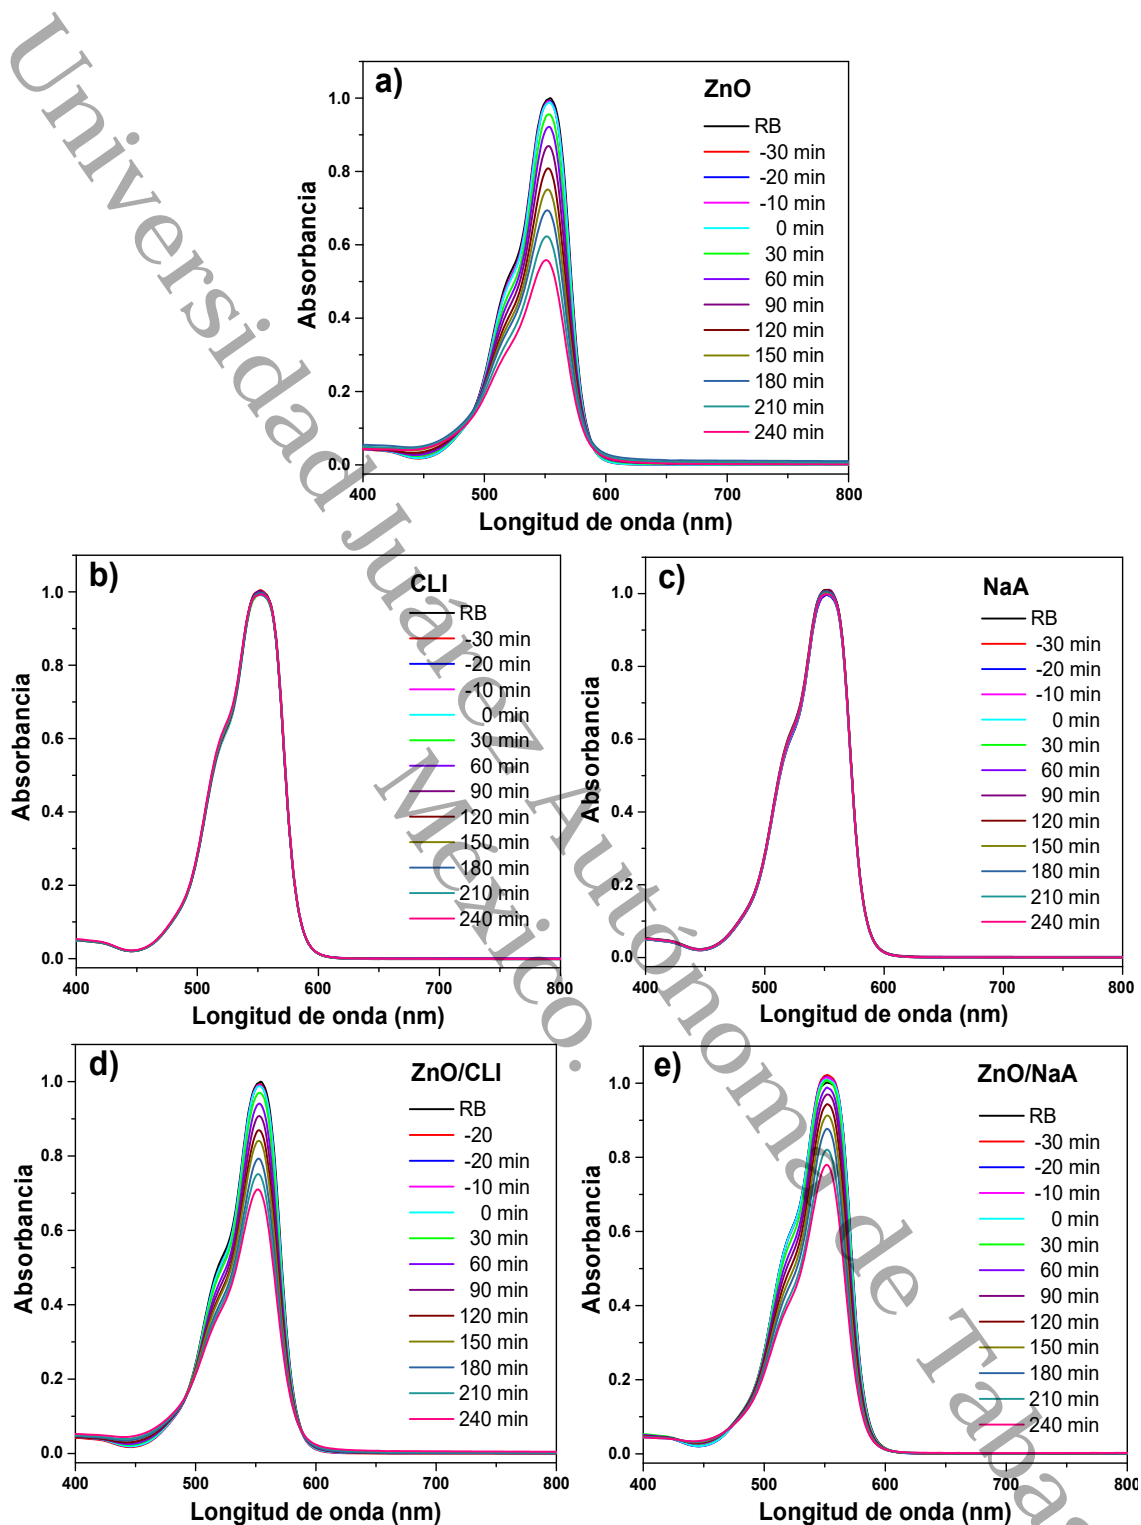 Universidad Juárez Autónoma de Tabas
México.
a)
ZnO
RB
-30 min
-20 min
-10 min
0 min
30 min
60 min
90 min
120 min
150 min
180 min
210 min
240 min
Absorbancia
1.0
0.8
0.6
0.4
0.2
0.0
400 500 600 700 800
Longitud de onda (nm)
b)
CLI
RB
-30 min
-20 min
-10 min
0 min
30 min
60 min
90 min
120 min
150 min
180 min
210 min
240 min
Absorbancia
1.0
0.8
0.6
0.4
0.2
0.0
400 500 600 700 800
Longitud de onda (nm)
c)
NaA
RB
-30 min
-20 min
-10 min
0 min
30 min
60 min
90 min
120 min
150 min
180 min
210 min
240 min
Absorbancia
1.0
0.8
0.6
0.4
0.2
0.0
400 500 600 700 800
Longitud de onda (nm)
d)
ZnO/CLI
RB
-20
-20 min
-10 min
0 min
30 min
60 min
90 min
120 min
150 min
180 min
210 min
240 min
Absorbancia
1.0
0.8
0.6
0.4
0.2
0.0
400 500 600 700 800
Longitud de onda (nm)
e)
ZnO/NaA
RB
-30 min
-20 min
-10 min
0 min
30 min
60 min
90 min
120 min
150 min
180 min
210 min
240 min
Absorbancia
1.0
0.8
0.6
0.4
0.2
0.0
400 500 600 700 800
Longitud de onda (nm)